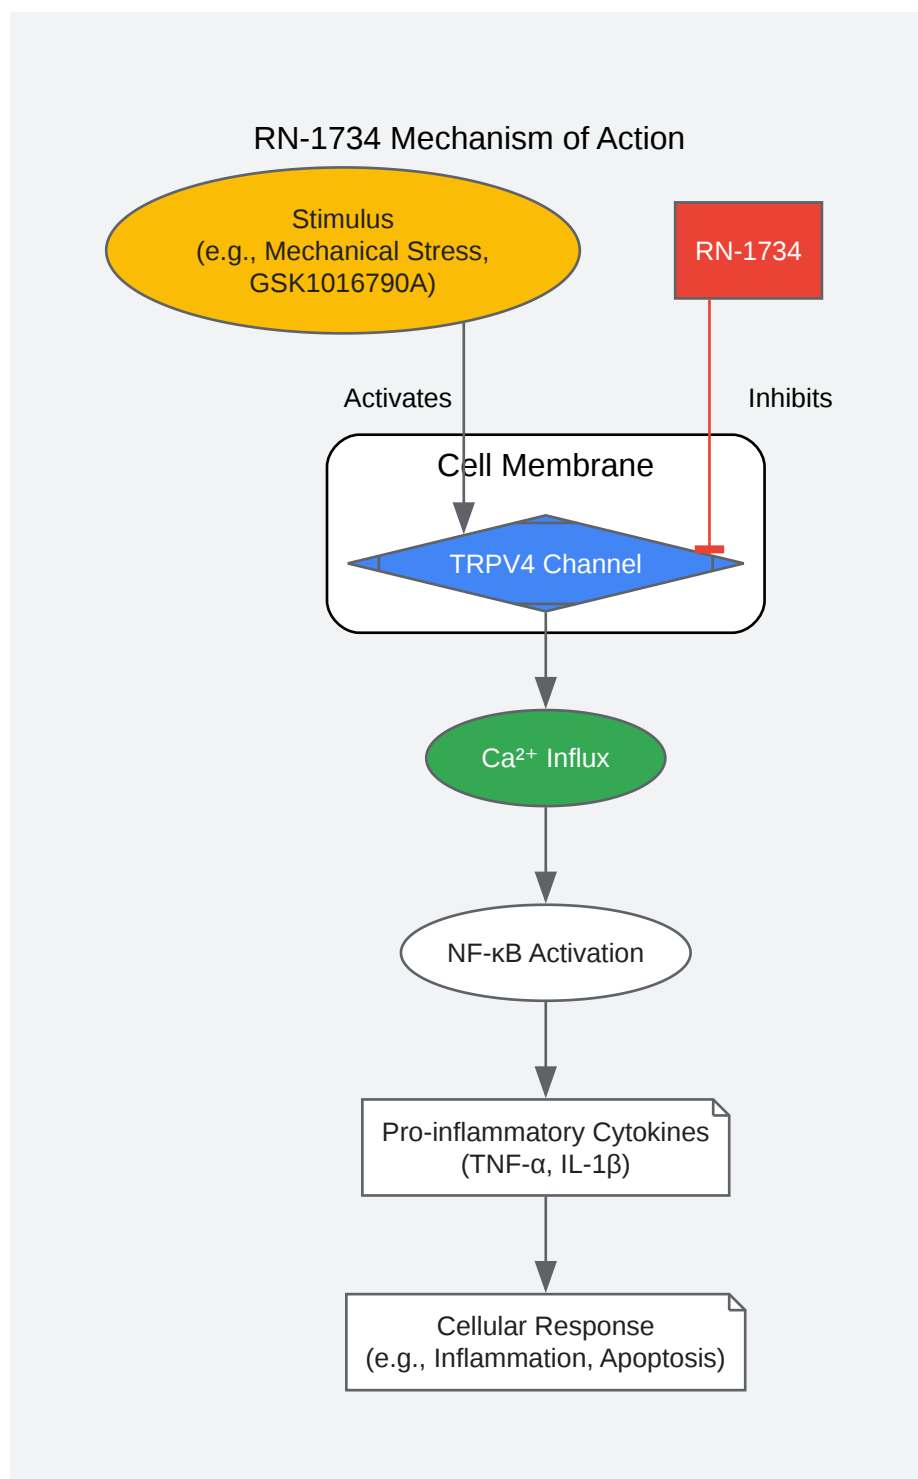 RN-1734 Mechanism of Action
Stimulus
(e.g., Mechanical Stress,
GSK1016790A)
RN-1734
Activates
Inhibits
Cell Membrane
TRPV4 Channel
Ca²⁺ Influx
NF-κB Activation
Pro-inflammatory Cytokines
(TNF-α, IL-1β)
Cellular Response
(e.g., Inflammation, Apoptosis)